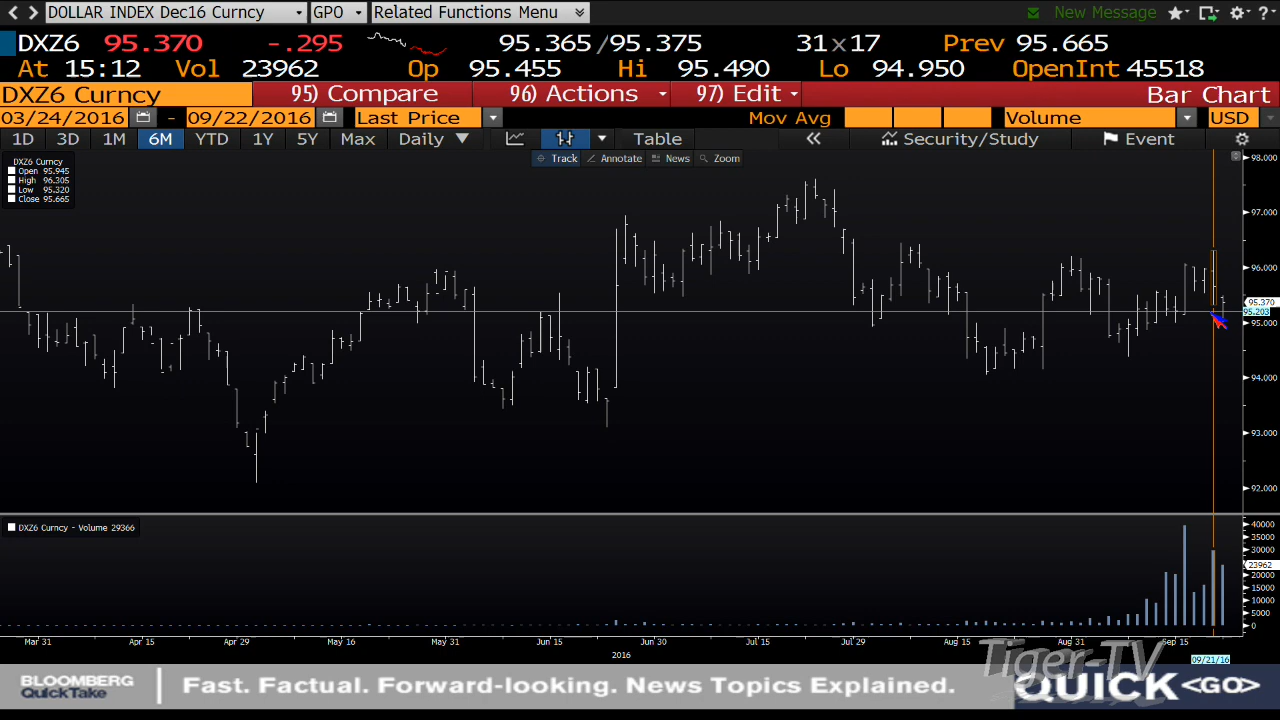 DOLLAR INDEX Dec16 Curncy GPO Related Functions Menu New Message
DXZ6 95.370 -.295 95.365/95.375 31x17 Prev 95.665
At 15:12 Vol 23962 Op 95.455 Hi 95.490 Lo 94.950 OpenInt 45518
DXZ6 Curncy 95) Compare 96) Actions 97) Edit Bar Chart
03/24/2016 - 09/22/2016 Last Price Mov Avg Volume USD
1D 3D 1M 6M YTD 1Y 5Y Max Daily Table Security/Study Event
Track Annotate News Zoom
DXZ6 Curncy
Open 95.945
High 96.305
Low 95.320
Close 95.665
98.000
97.000
96.000
95.370
95.203
95.000
94.000
93.000
92.000
DXZ6 Curncy - Volume 29366
40000
35000
30000
23962
20000
15000
10000
5000
0
Mar 31 Apr 15 Apr 29 May 16 May 31 Jun 15 Jun 30 Jul 15 Jul 29 Aug 15 Aug 31 Sep 15
2016
09/21/16
Tiger-TV
BLOOMBERG
QuickTake
Fast. Factual. Forward-looking. News Topics Explained.
QUICK <GO>